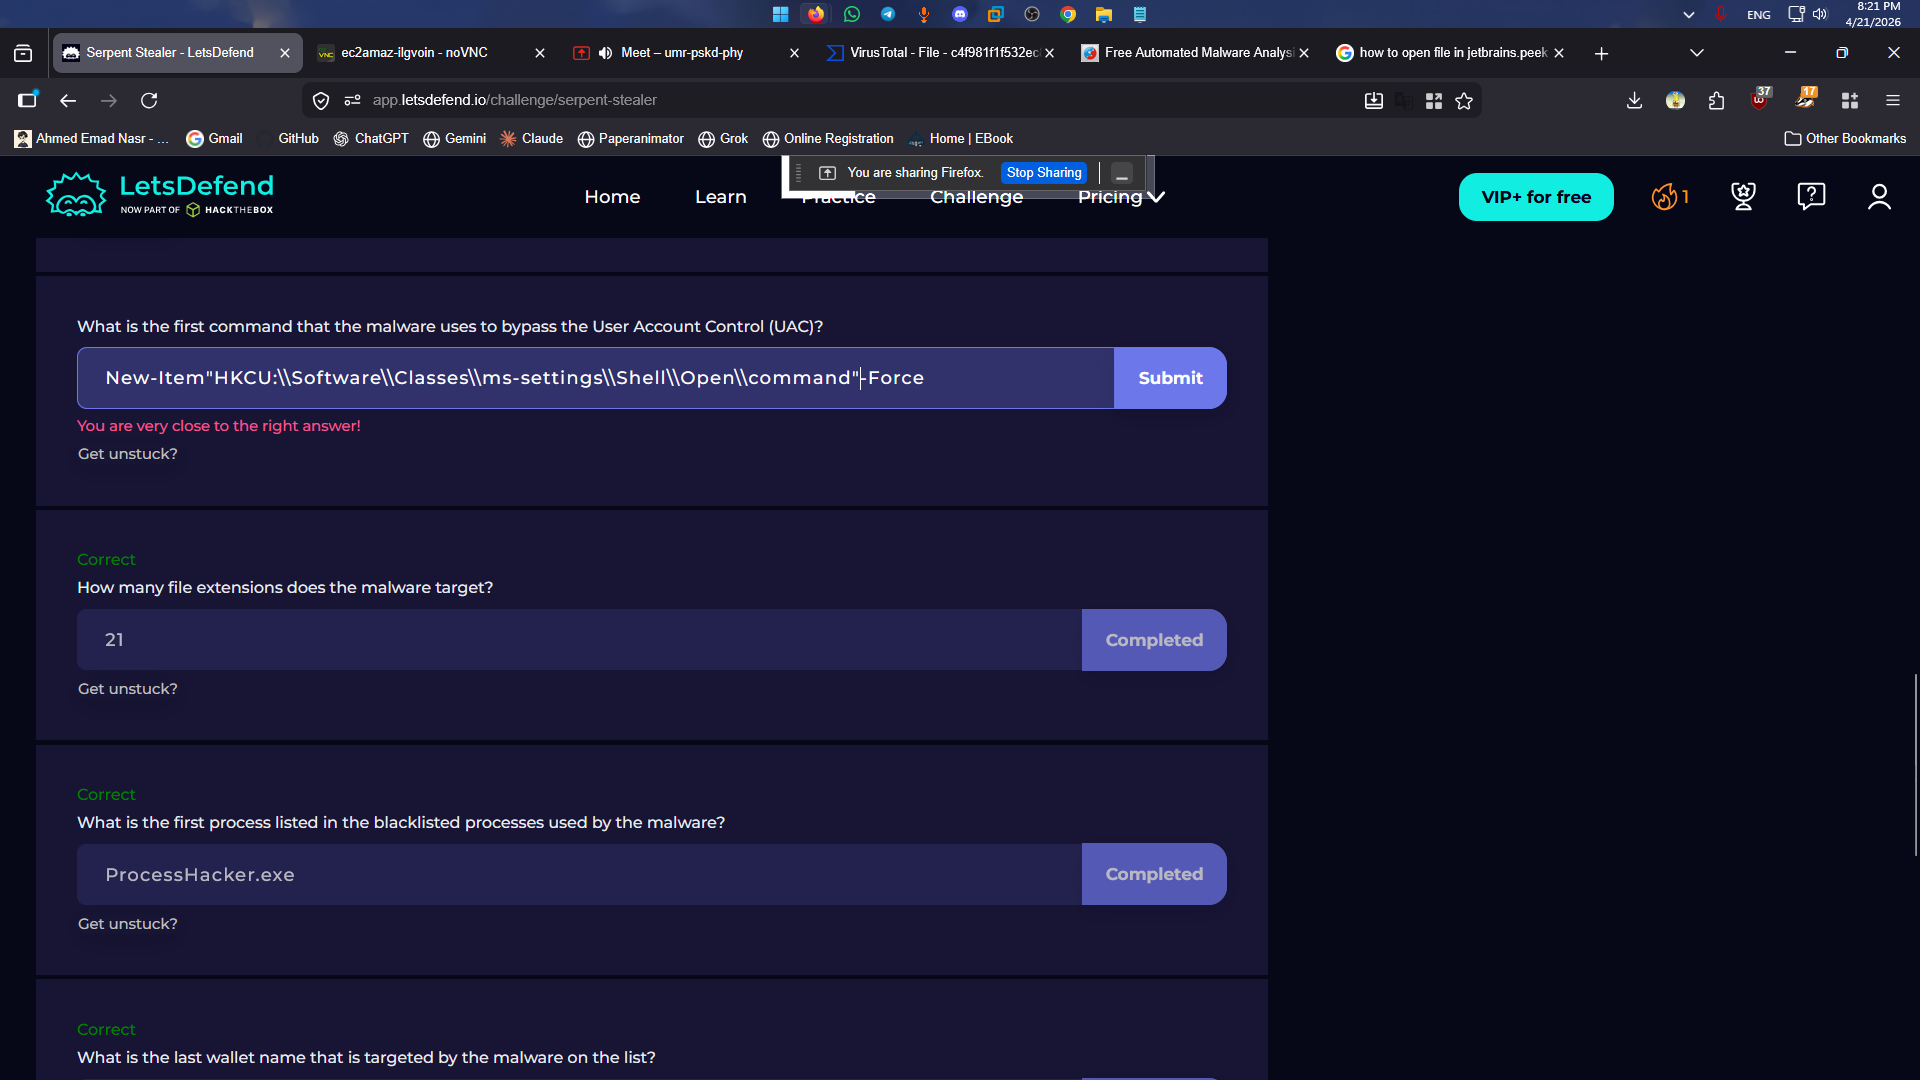 ENG
8:21 PM
4/21/2026
Serpent Stealer - LetsDefend
VNC
ec2amaz-ilgvoin - noVNC
Meet – umr-pskd-phy
VirusTotal - File - c4f981f1f532ec
Free Automated Malware Analysi
how to open file in jetbrains.peek
app.letsdefend.io/challenge/serpent-stealer
37
17
Ahmed Emad Nasr - ...
Gmail
GitHub
ChatGPT
Gemini
Claude
Paperanimator
Grok
Online Registration
Home | EBook
Other Bookmarks
You are sharing Firefox.
Stop Sharing
LetsDefend
NOW PART OF HACKTHEBOX
Home
Learn
Practice
Challenge
Pricing
VIP+ for free
1
What is the first command that the malware uses to bypass the User Account Control (UAC)?
New-Item"HKCU:\\Software\\Classes\\ms-settings\\Shell\\Open\\command"-Force
Submit
You are very close to the right answer!
Get unstuck?
Correct
How many file extensions does the malware target?
21
Completed
Get unstuck?
Correct
What is the first process listed in the blacklisted processes used by the malware?
ProcessHacker.exe
Completed
Get unstuck?
Correct
What is the last wallet name that is targeted by the malware on the list?